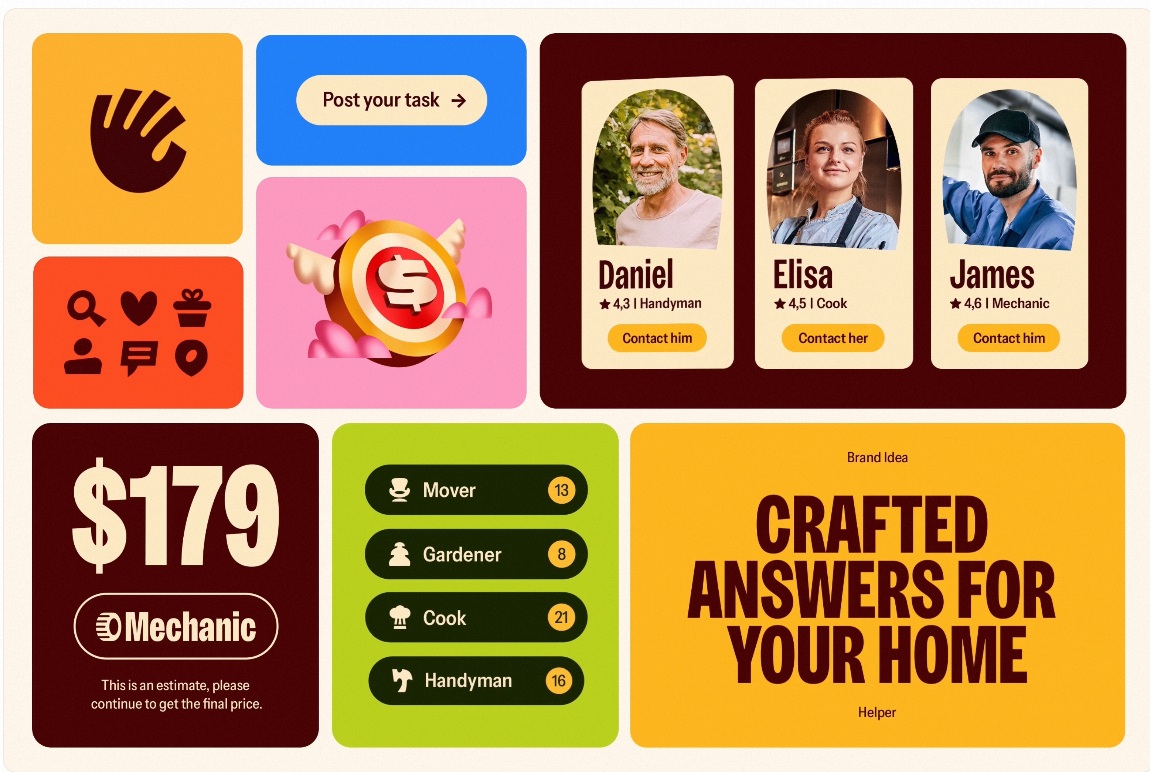 Post your task →
$
Daniel
★ 4,3 | Handyman
Contact him
Elisa
★ 4,5 | Cook
Contact her
James
★ 4,6 | Mechanic
Contact him
$179
Mechanic
This is an estimate, please
continue to get the final price.
Mover 13
Gardener 8
Cook 21
Handyman 16
Brand Idea
CRAFTED
ANSWERS FOR
YOUR HOME
Helper